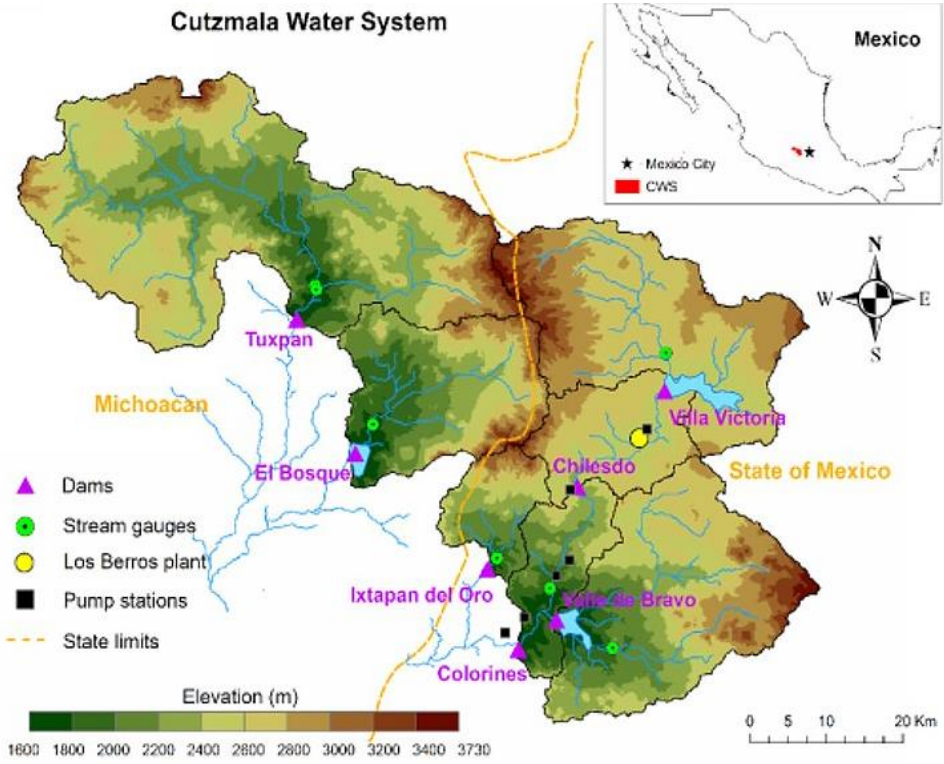 Cutzmala Water System
Mexico
Mexico City
CWS
N
W E
S
Tuxpan
Michoacan
Villa Victoria
El Bosque
Chilesdo
State of Mexico
Dams
Stream gauges
Los Berros plant
Pump stations
State limits
Ixtapan del Oro
Valle de Bravo
Colorines
Elevation (m)
1600 1800 2000 2200 2400 2600 2800 3000 3200 3400 3730
0 5 10 20 Km